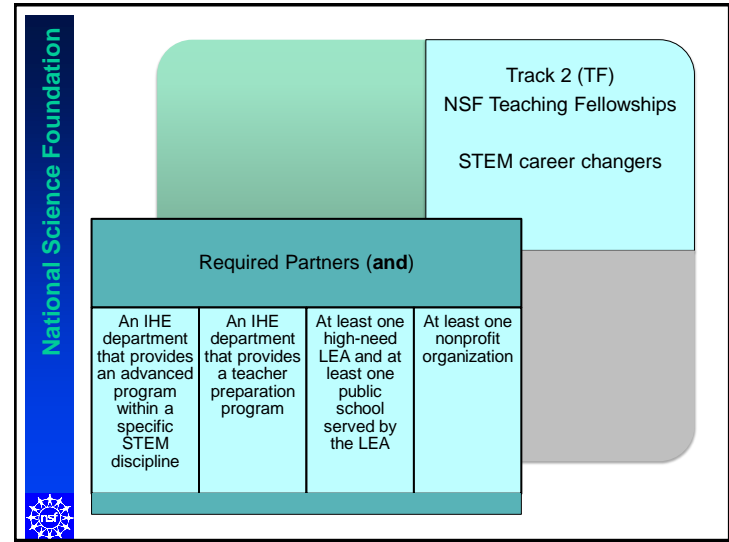 National Science Foundation
Track 2 (TF)
NSF Teaching Fellowships
STEM career changers
Required Partners (and)
An IHE
department
that provides
an advanced
program
within a
specific
STEM
discipline
An IHE
department
that provides
a teacher
preparation
program
At least one
high-need
LEA and at
least one
public
school
served by
the LEA
At least one
nonprofit
organization
nsf